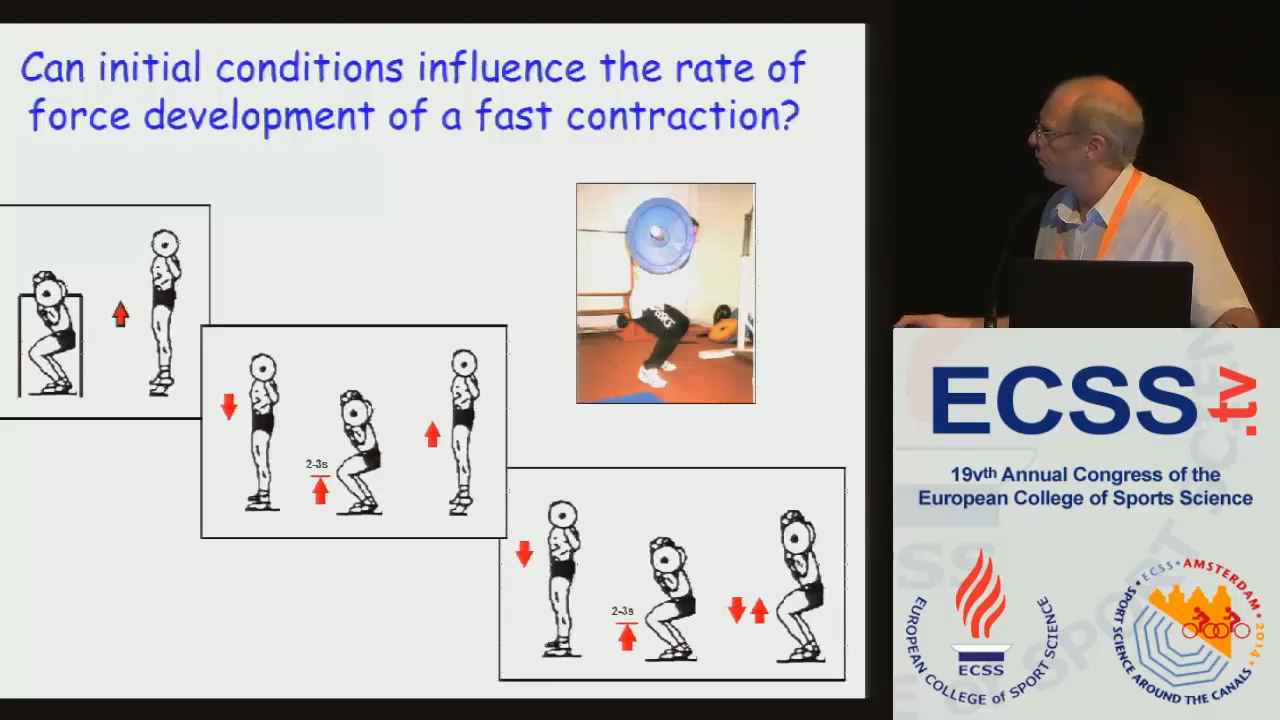 Can initial conditions influence the rate of
force development of a fast contraction?
2-3s
2-3s
ECSS
.tv
19vth Annual Congress of the
European College of Sports Science
EUROPEAN COLLEGE OF SPORT SCIENCE
ECSS
ECSS • AMSTERDAM 2014
SPORT SCIENCE AROUND THE CANALS